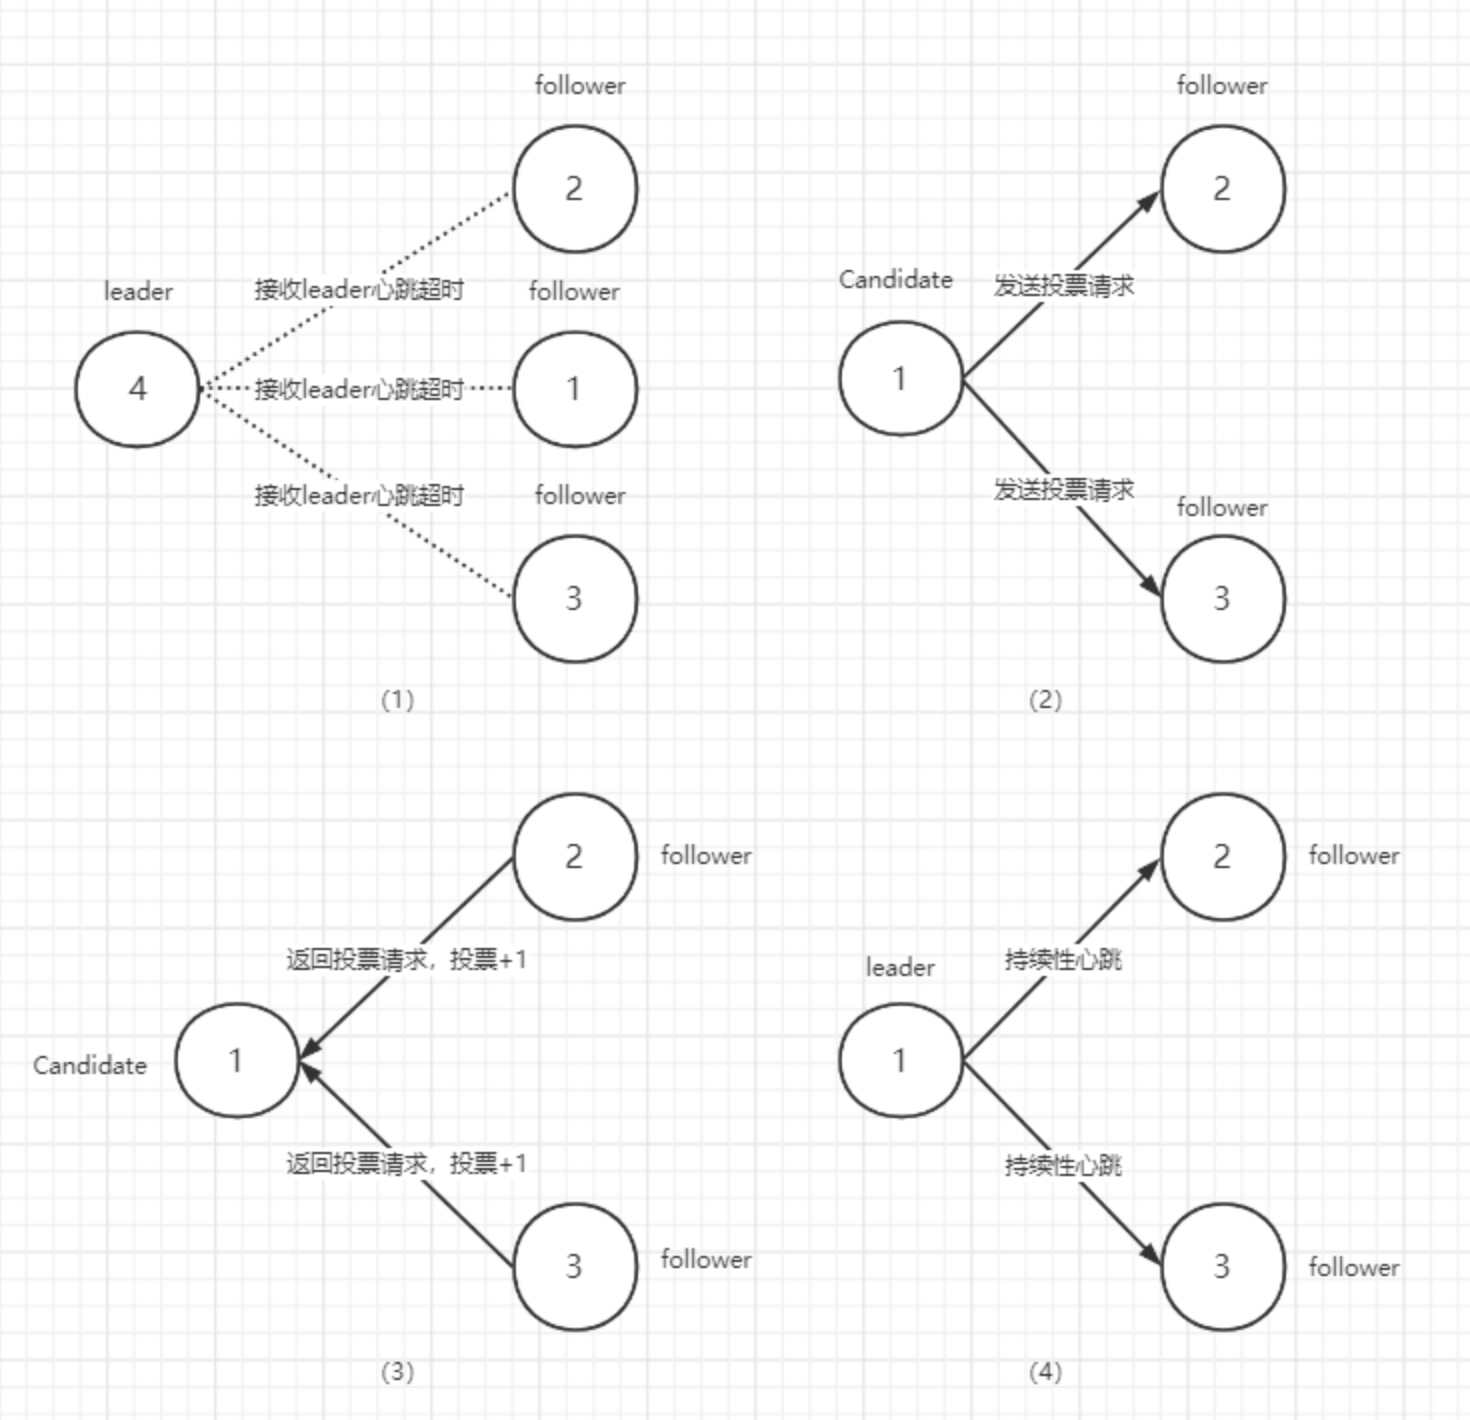 follower
2
leader
接收leader心跳超时
follower
4
接收leader心跳超时
1
接收leader心跳超时
follower
3
(1)
follower
2
Candidate
发送投票请求
1
发送投票请求
follower
3
(2)
2
follower
返回投票请求，投票+1
Candidate
1
返回投票请求，投票+1
3
follower
(3)
2
follower
持续性心跳
leader
1
持续性心跳
3
follower
(4)